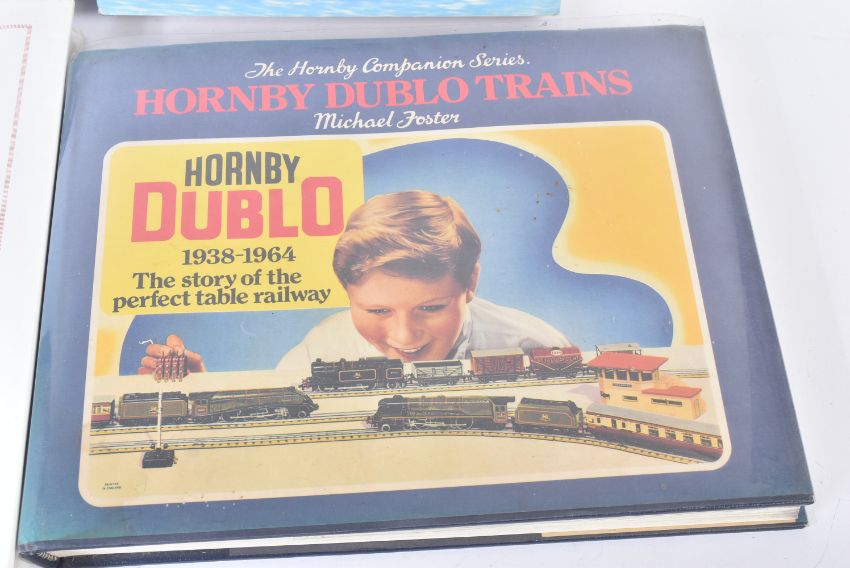 The Hornby Companion Series.
HORNBY DUBLO TRAINS
Michael Foster
HORNBY
DUBLO
1938-1964
The story of the
perfect table railway